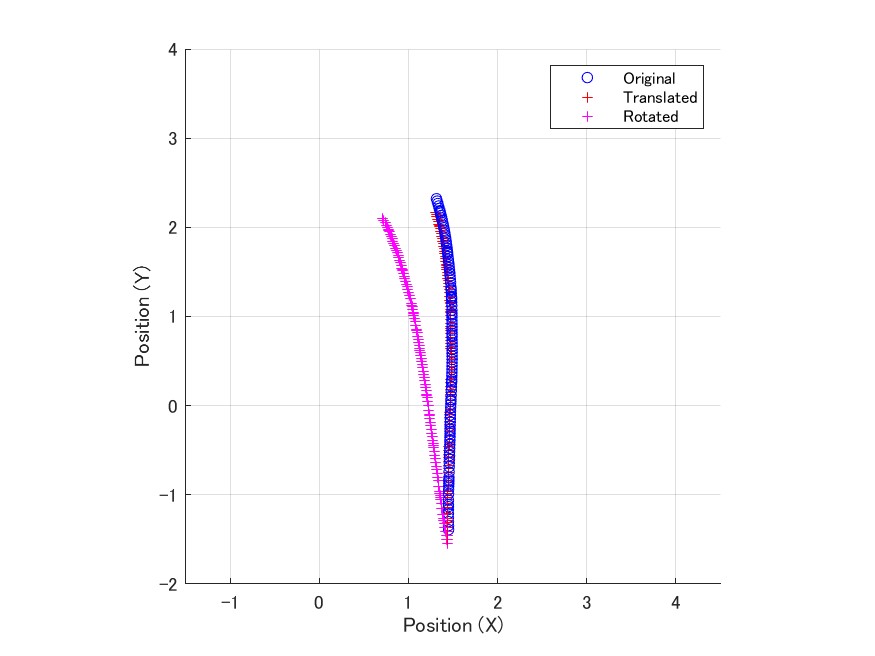 Original
Translated
Rotated
4
3
2
1
0
−1
−2
−1 0 1 2 3 4
Position (X)
Position (Y)